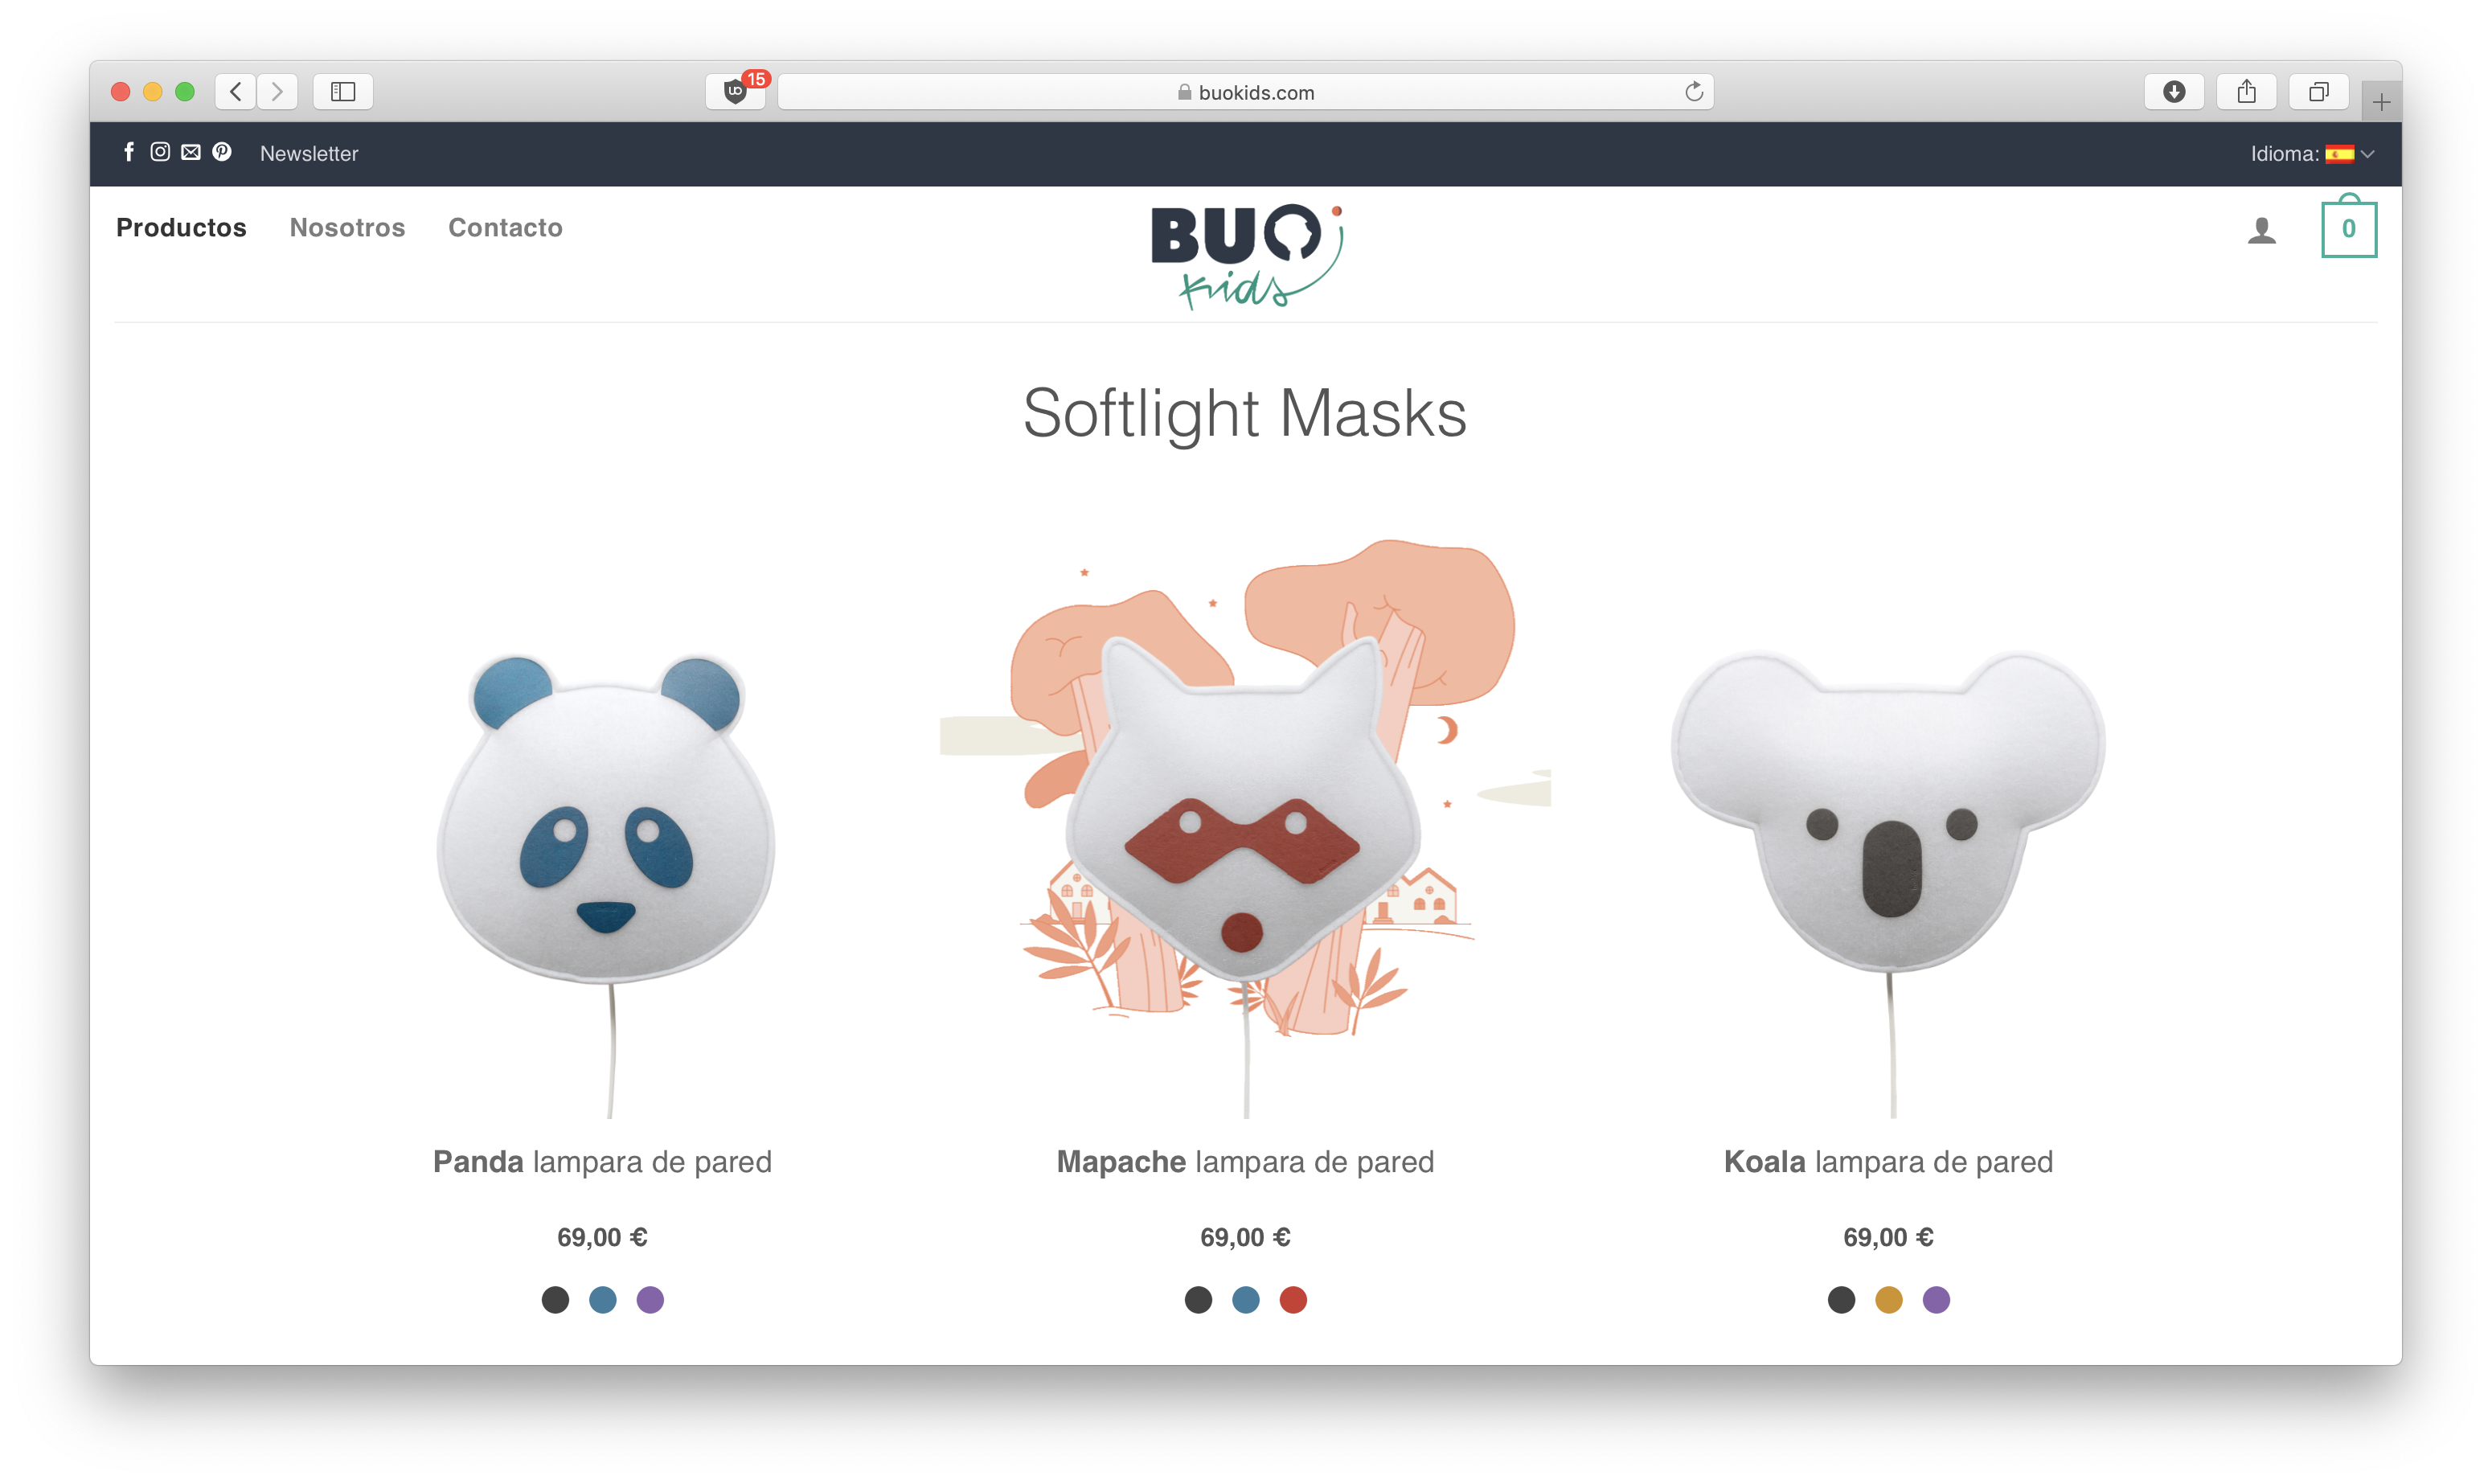 15
buokids.com
Newsletter
Idioma:
Productos Nosotros Contacto
BUO
kids
0
Softlight Masks
Panda lampara de pared
Mapache lampara de pared
Koala lampara de pared
69,00 €
69,00 €
69,00 €